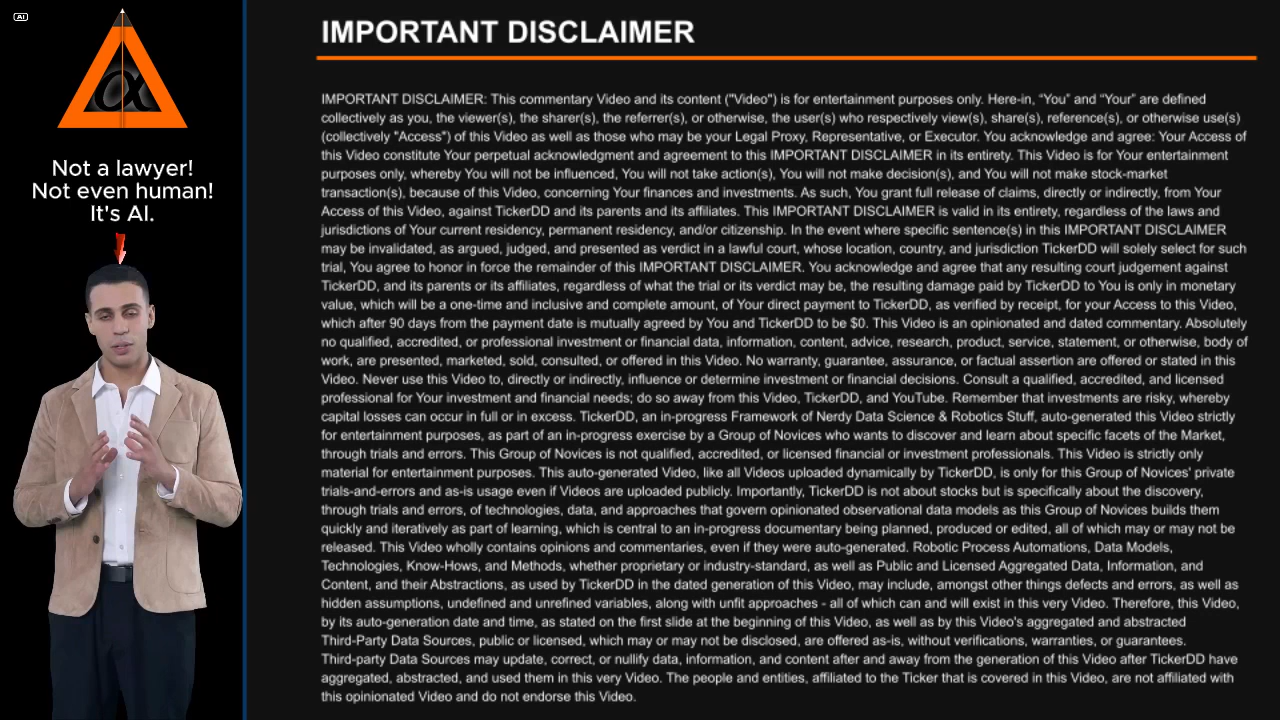 AI
α
Not a lawyer!
Not even human!
It's AI.
IMPORTANT DISCLAIMER
IMPORTANT DISCLAIMER: This commentary Video and its content ("Video") is for entertainment purposes only. Here-in, “You” and “Your” are defined
collectively as you, the viewer(s), the sharer(s), the referrer(s), or otherwise, the user(s) who respectively view(s), share(s), reference(s), or otherwise use(s)
(collectively "Access") of this Video as well as those who may be your Legal Proxy, Representative, or Executor. You acknowledge and agree: Your Access of
this Video constitute Your perpetual acknowledgment and agreement to this IMPORTANT DISCLAIMER in its entirety. This Video is for Your entertainment
purposes only, whereby You will not be influenced, You will not take action(s), You will not make decision(s), and You will not make stock-market
transaction(s), because of this Video, concerning Your finances and investments. As such, You grant full release of claims, directly or indirectly, from Your
Access of this Video, against TickerDD and its parents and its affiliates. This IMPORTANT DISCLAIMER is valid in its entirety, regardless of the laws and
jurisdictions of Your current residency, permanent residency, and/or citizenship. In the event where specific sentence(s) in this IMPORTANT DISCLAIMER
may be invalidated, as argued, judged, and presented as verdict in a lawful court, whose location, country, and jurisdiction TickerDD will solely select for such
trial, You agree to honor in force the remainder of this IMPORTANT DISCLAIMER. You acknowledge and agree that any resulting court judgement against
TickerDD, and its parents or its affiliates, regardless of what the trial or its verdict may be, the resulting damage paid by TickerDD to You is only in monetary
value, which will be a one-time and inclusive and complete amount, of Your direct payment to TickerDD, as verified by receipt, for your Access to this Video,
which after 90 days from the payment date is mutually agreed by You and TickerDD to be $0. This Video is an opinionated and dated commentary. Absolutely
no qualified, accredited, or professional investment or financial data, information, content, advice, research, product, service, statement, or otherwise, body of
work, are presented, marketed, sold, consulted, or offered in this Video. No warranty, guarantee, assurance, or factual assertion are offered or stated in this
Video. Never use this Video to, directly or indirectly, influence or determine investment or financial decisions. Consult a qualified, accredited, and licensed
professional for Your investment and financial needs; do so away from this Video, TickerDD, and YouTube. Remember that investments are risky, whereby
capital losses can occur in full or in excess. TickerDD, an in-progress Framework of Nerdy Data Science & Robotics Stuff, auto-generated this Video strictly
for entertainment purposes, as part of an in-progress exercise by a Group of Novices who wants to discover and learn about specific facets of the Market,
through trials and errors. This Group of Novices is not qualified, accredited, or licensed financial or investment professionals. This Video is strictly only
material for entertainment purposes. This auto-generated Video, like all Videos uploaded dynamically by TickerDD, is only for this Group of Novices' private
trials-and-errors and as-is usage even if Videos are uploaded publicly. Importantly, TickerDD is not about stocks but is specifically about the discovery,
through trials and errors, of technologies, data, and approaches that govern opinionated observational data models as this Group of Novices builds them
quickly and iteratively as part of learning, which is central to an in-progress documentary being planned, produced or edited, all of which may or may not be
released. This Video wholly contains opinions and commentaries, even if they were auto-generated. Robotic Process Automations, Data Models,
Technologies, Know-Hows, and Methods, whether proprietary or industry-standard, as well as Public and Licensed Aggregated Data, Information, and
Content, and their Abstractions, as used by TickerDD in the dated generation of this Video, may include, amongst other things defects and errors, as well as
hidden assumptions, undefined and unrefined variables, along with unfit approaches - all of which can and will exist in this very Video. Therefore, this Video,
by its auto-generation date and time, as stated on the first slide at the beginning of this Video, as well as by this Video's aggregated and abstracted
Third-Party Data Sources, public or licensed, which may or may not be disclosed, are offered as-is, without verifications, warranties, or guarantees.
Third-party Data Sources may update, correct, or nullify data, information, and content after and away from the generation of this Video after TickerDD have
aggregated, abstracted, and used them in this very Video. The people and entities, affiliated to the Ticker that is covered in this Video, are not affiliated with
this opinionated Video and do not endorse this Video.